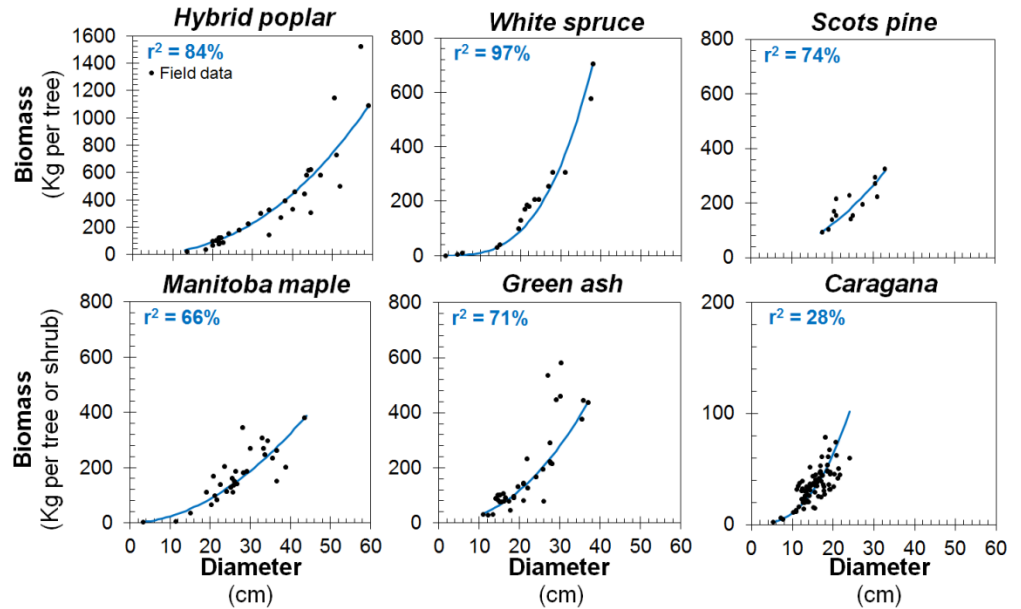 Hybrid poplar
White spruce
Scots pine
Biomass
(Kg per tree)
1600
1400
1200
1000
800
600
400
200
0
r² = 84%
• Field data
0 10 20 30 40 50 60
800
600
400
200
0
r² = 97%
0 10 20 30 40 50 60
800
600
400
200
0
r² = 74%
0 10 20 30 40 50 60
Manitoba maple
Green ash
Caragana
Biomass
(Kg per tree or shrub)
800
600
400
200
0
r² = 66%
0 10 20 30 40 50 60
Diameter
(cm)
800
600
400
200
0
r² = 71%
0 10 20 30 40 50 60
Diameter
(cm)
200
100
0
r² = 28%
0 10 20 30 40 50 60
Diameter
(cm)